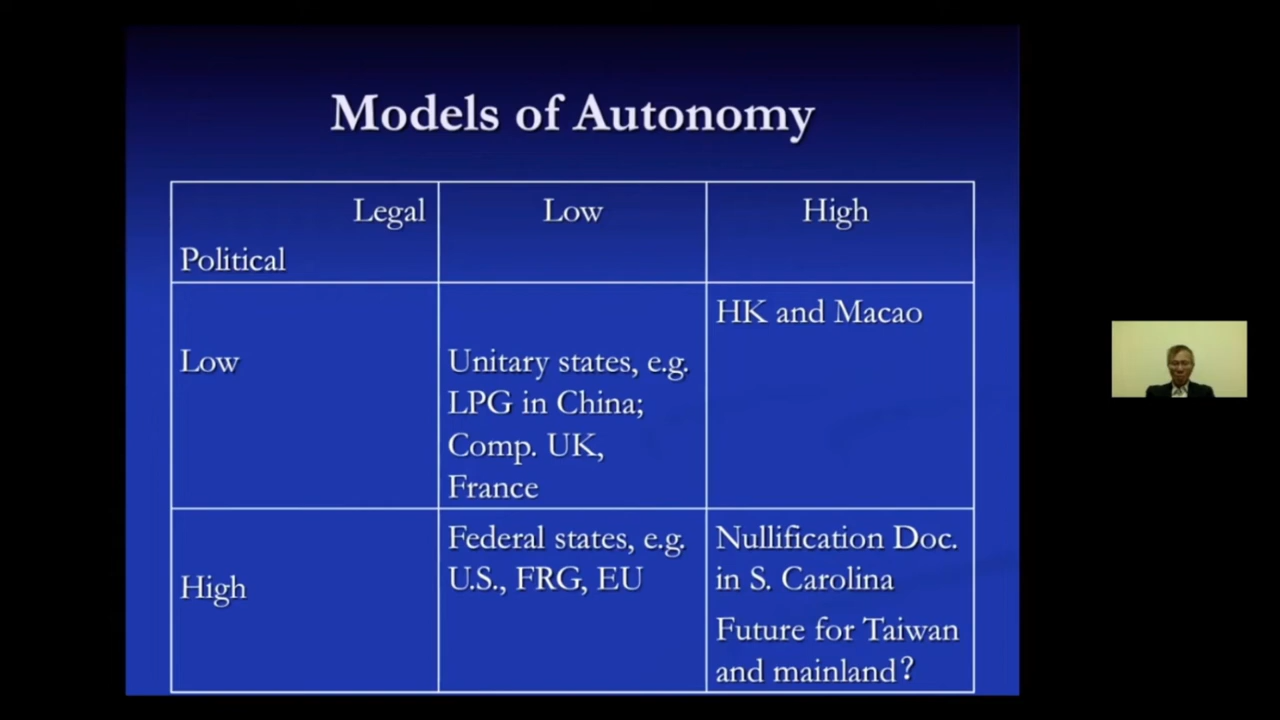 Models of Autonomy
Legal
Low
High
Political
HK and Macao
Low
Unitary states, e.g.
LPG in China;
Comp. UK,
France
High
Federal states, e.g.
U.S., FRG, EU
Nullification Doc.
in S. Carolina
Future for Taiwan
and mainland？